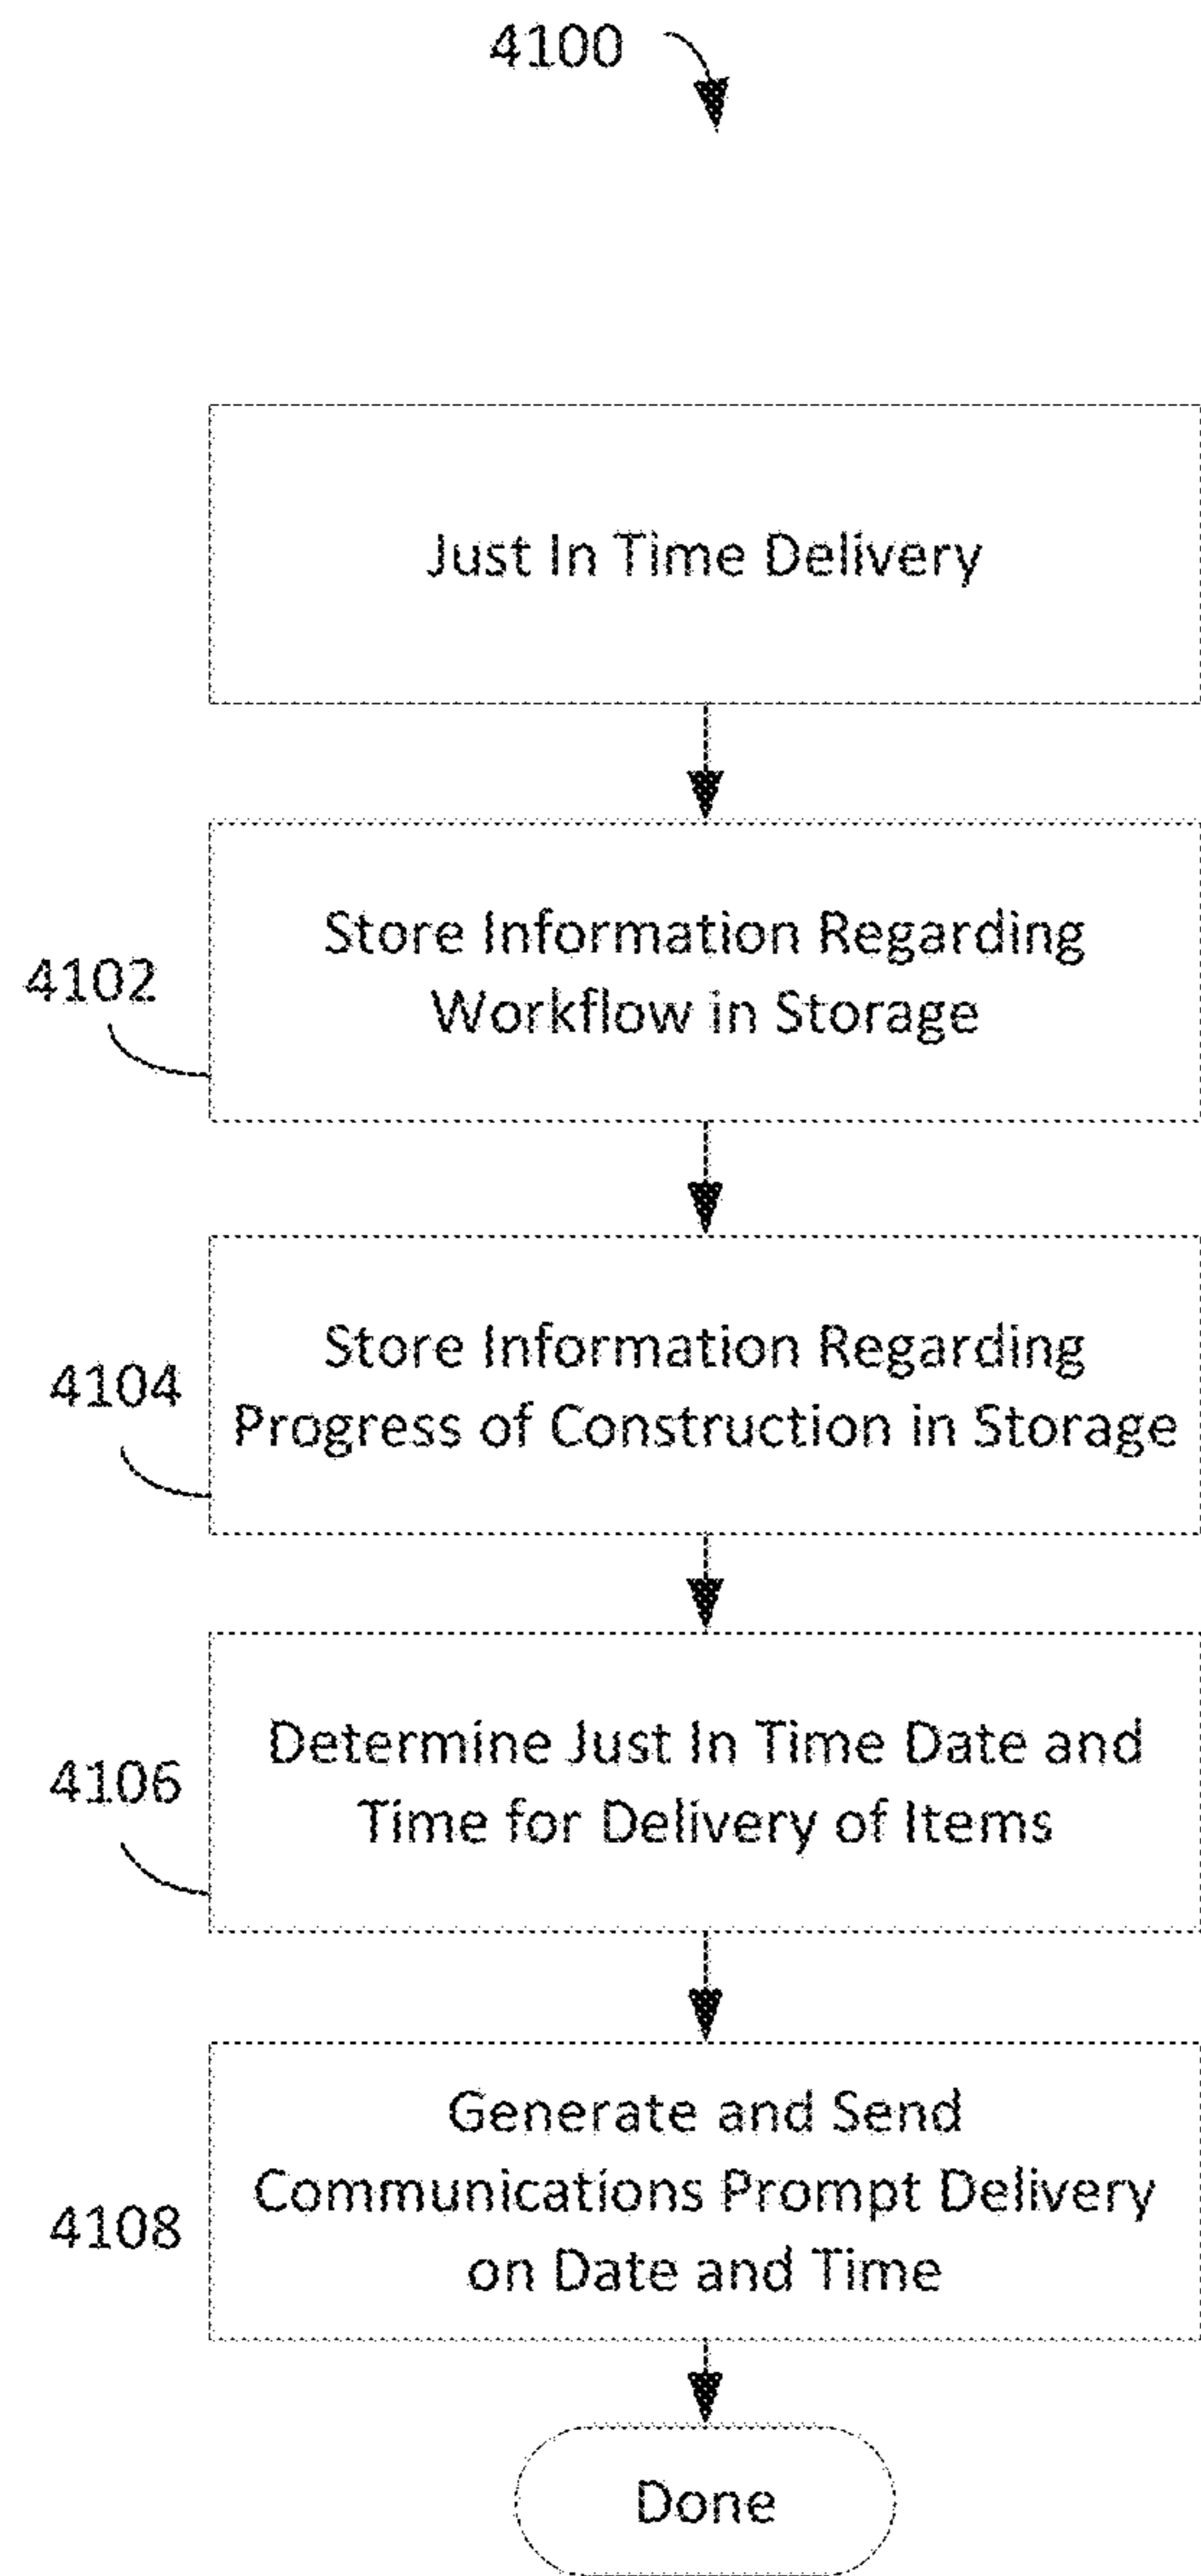 4100
Just In Time Delivery
Store Information Regarding
Workflow in Storage
4102
Store Information Regarding
Progress of Construction in Storage
4104
Determine Just In Time Date and
Time for Delivery of Items
4106
Generate and Send
Communications Prompt Delivery
on Date and Time
4108
Done